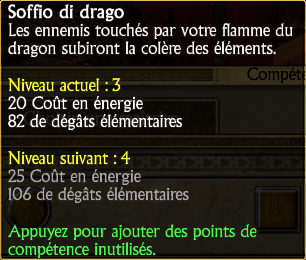 Soffio di drago
Les ennemis touchés par votre flamme du
dragon subiront la colère des éléments.
Niveau actuel : 3
20 Coût en énergie
82 de dégâts élémentaires
Niveau suivant : 4
25 Coût en énergie
106 de dégâts élémentaires
Appuyez pour ajouter des points de
compétence inutilisés.
Compéte